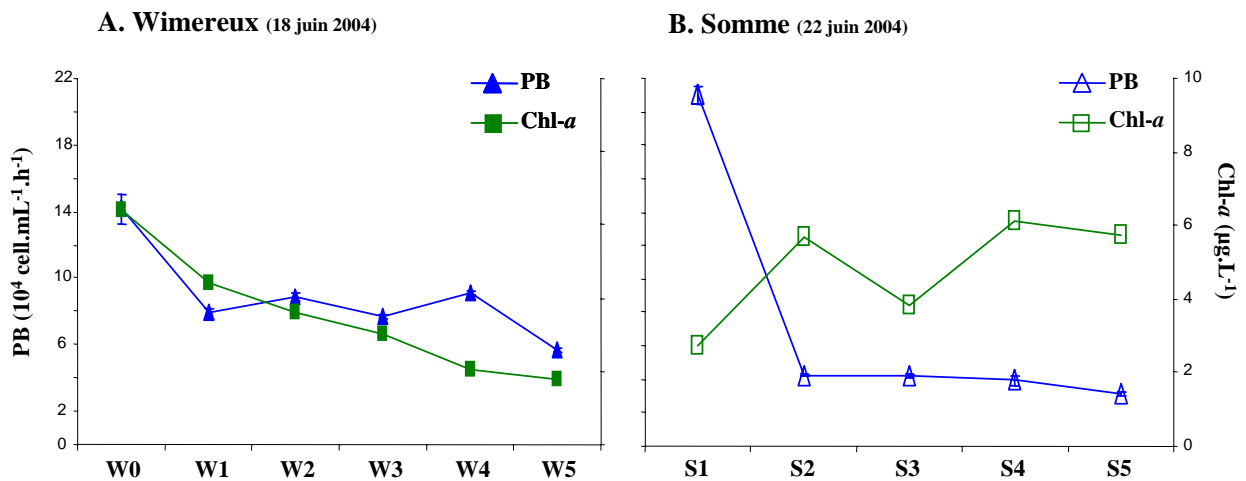 A. Wimereux (18 juin 2004)
B. Somme (22 juin 2004)
PB (10⁴ cell.mL⁻¹.h⁻¹)
22
18
14
10
6
2
0
PB
Chl-a
W0 W1 W2 W3 W4 W5
PB
Chl-a
S1 S2 S3 S4 S5
10
8
6
4
2
0
Chl-a (µg.L⁻¹)